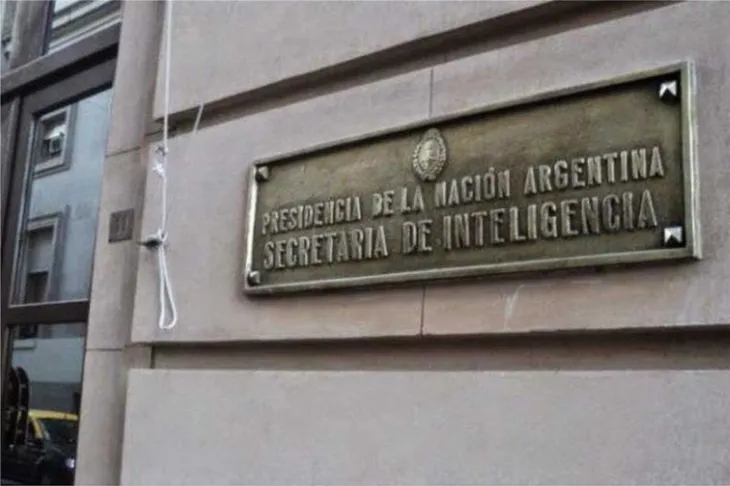 PRESIDENCIA DE LA NACIÓN ARGENTINA
SECRETARIA DE INTELIGENCIA